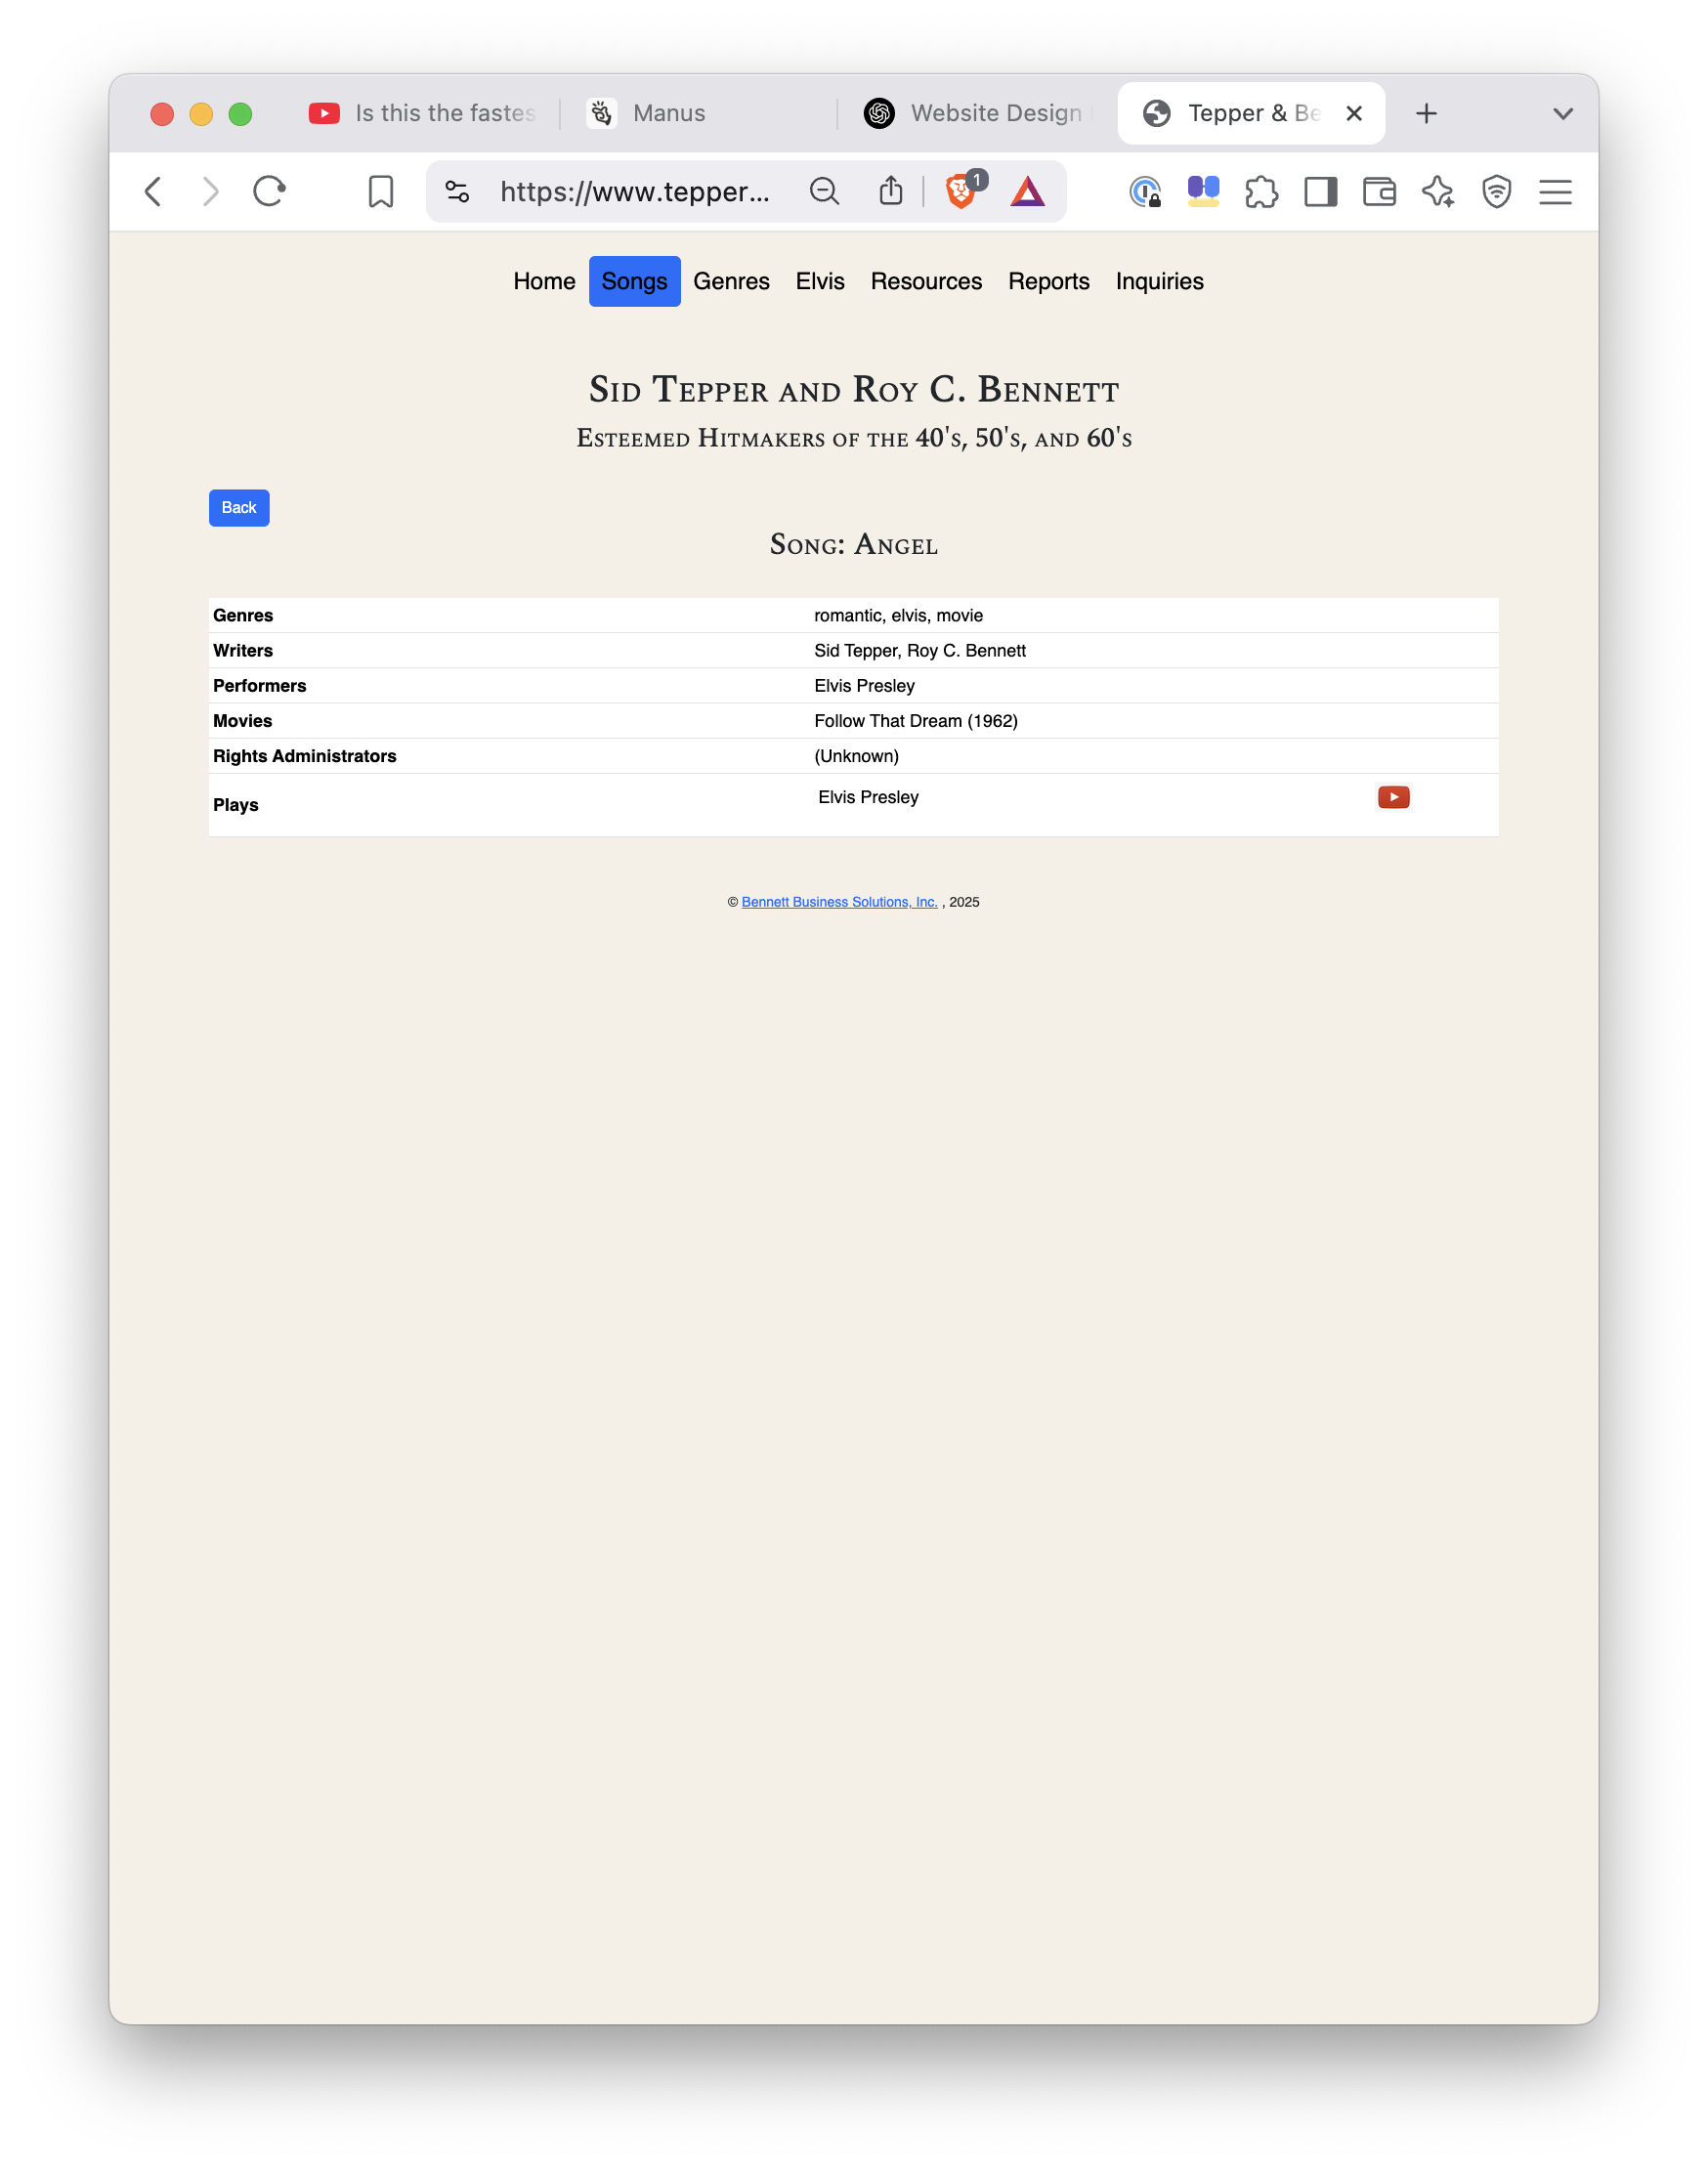 Is this the fastes
Manus
Website Design
Tepper & Be
https://www.tepper...
1
Home Songs Genres Elvis Resources Reports Inquiries
Sid Tepper and Roy C. Bennett
Esteemed Hitmakers of the 40's, 50's, and 60's
Back
Song: Angel
Genres romantic, elvis, movie
Writers Sid Tepper, Roy C. Bennett
Performers Elvis Presley
Movies Follow That Dream (1962)
Rights Administrators (Unknown)
Plays Elvis Presley
© Bennett Business Solutions, Inc. , 2025